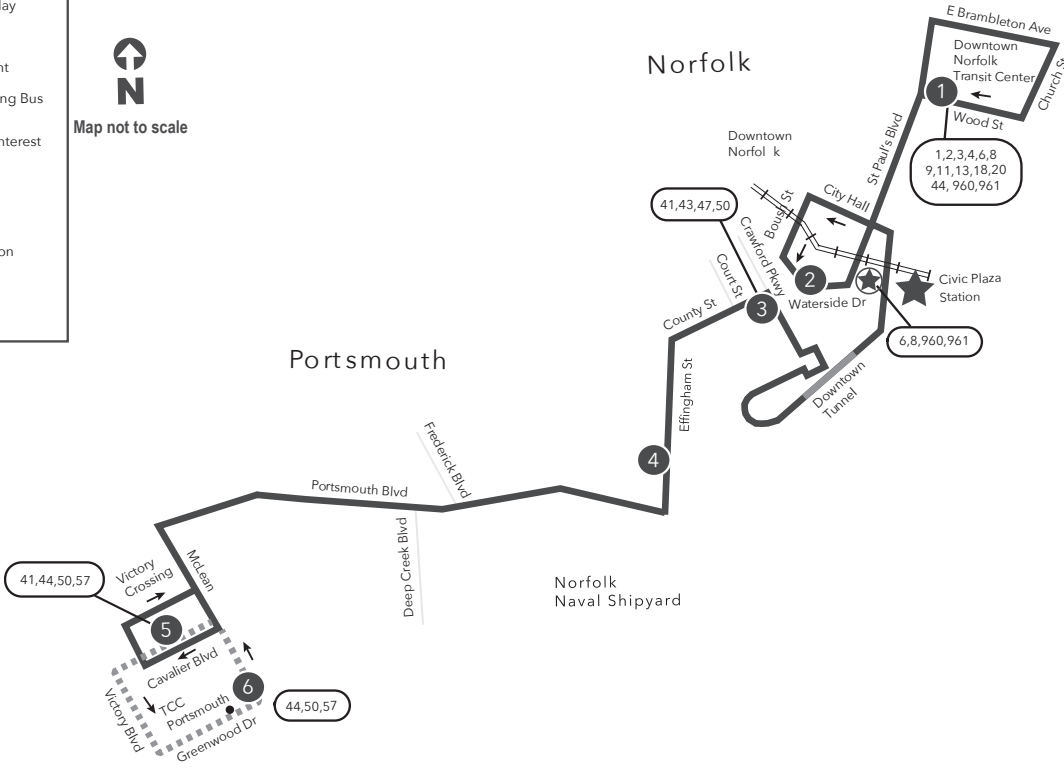 lay
nt
ng Bus
nterest
on
N
Map not to scale
Norfolk
E Brambleton Ave
Downtown
Norfolk
Transit Center
Church St
1
Wood St
St Paul's Blvd
1,2,3,4,6,8
9,11,13,18,20
44, 960,961
Downtown
Norfol k
41,43,47,50
City Hall
Boush St
Crawford Pkwy
Court St
2
Waterside Dr
Civic Plaza
Station
3
County St
6,8,960,961
Portsmouth
Effingham St
Downtown
Tunnel
4
Frederick Blvd
Portsmouth Blvd
Deep Creek Blvd
McLean
Victory
Crossing
41,44,50,57
5
Norfolk
Naval Shipyard
Cavalier Blvd
6
44,50,57
TCC
Portsmouth
Victory Blvd
Greenwood Dr